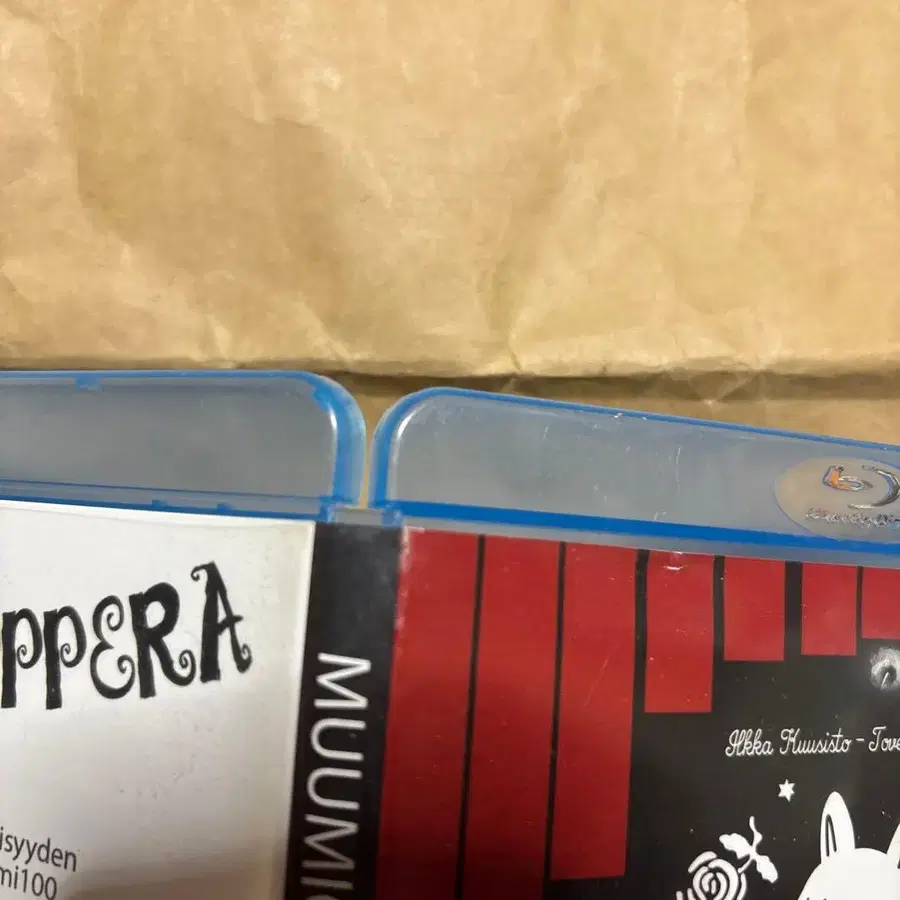 PPERA
isyyden
mi100
MUUMI
Ilkka Kuusisto - Tove